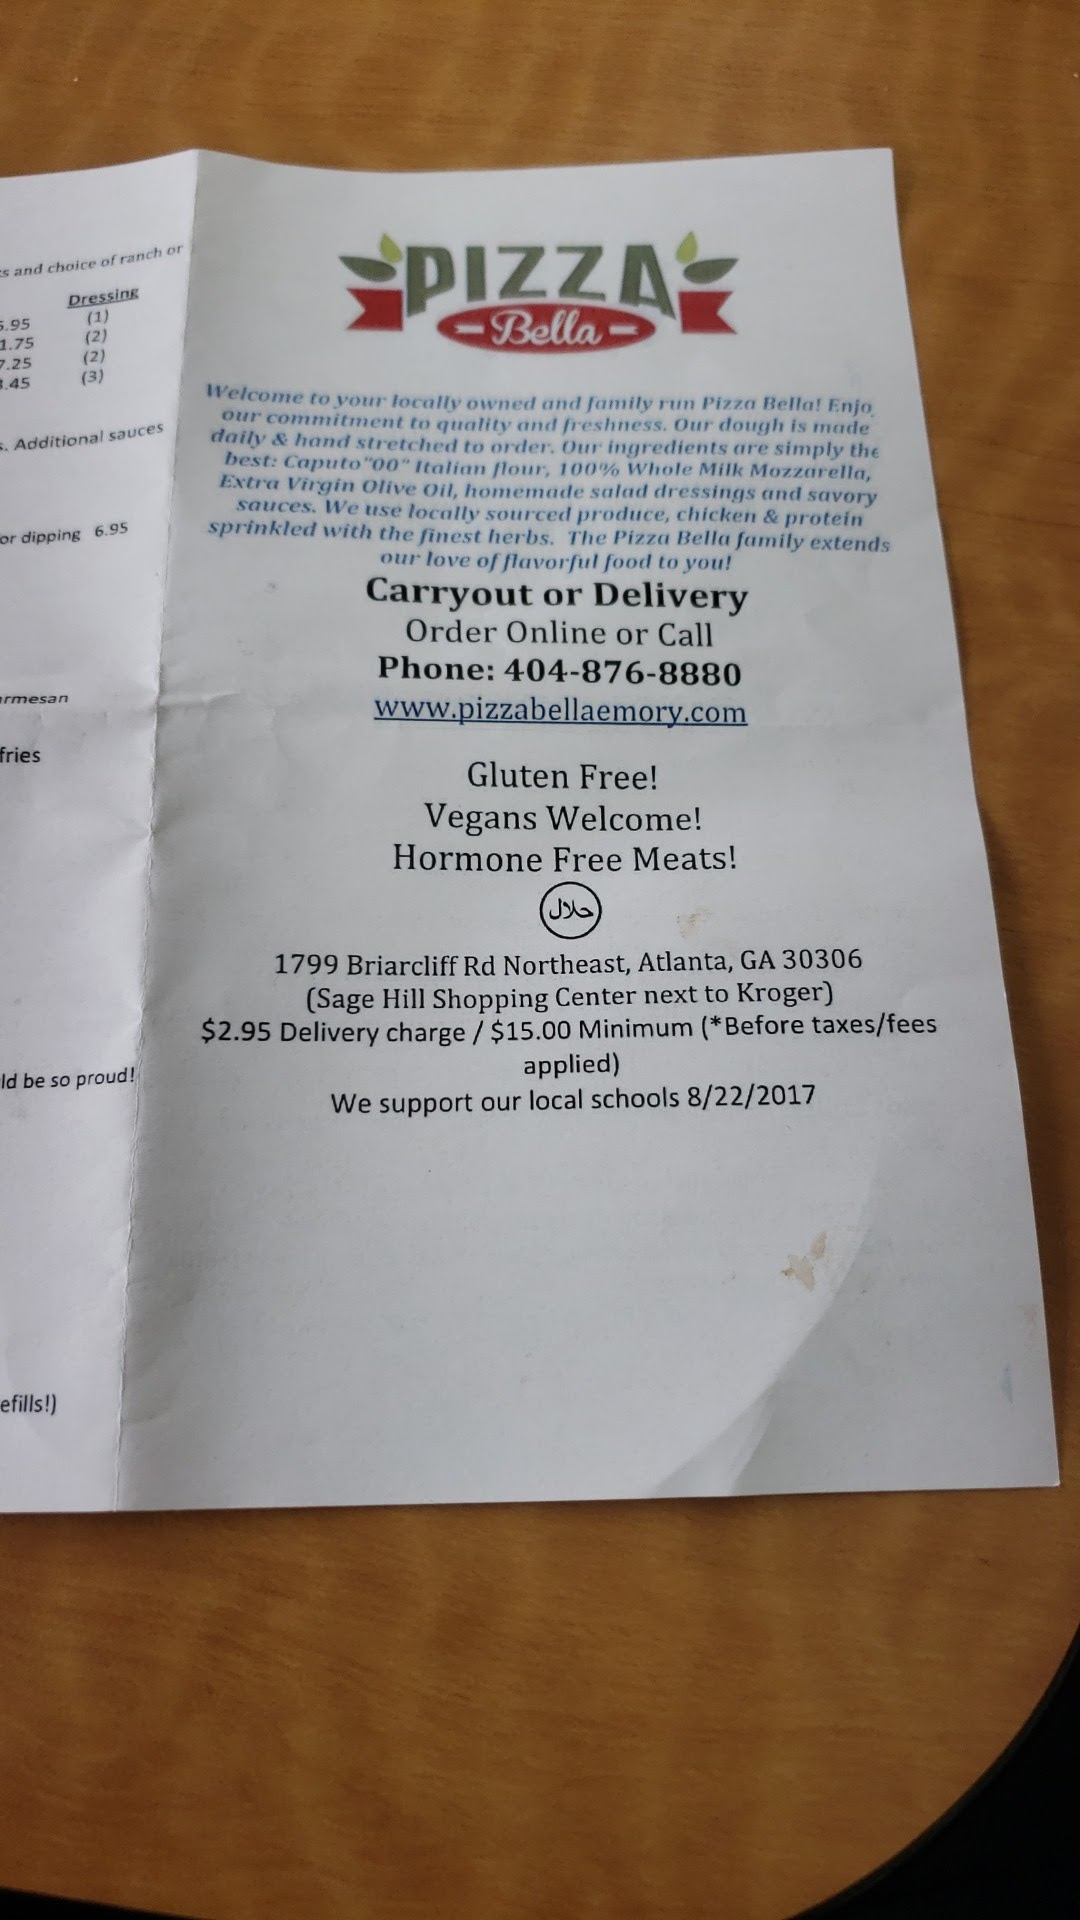 s and choice of ranch or
Dressing
5.95 (1)
1.75 (2)
7.25 (2)
.45 (3)
s. Additional sauces
or dipping 6.95
rmesan
fries
ld be so proud!
efills!)
PIZZA
Bella
Welcome to your locally owned and family run Pizza Bella! Enjo
our commitment to quality and freshness. Our dough is made
daily & hand stretched to order. Our ingredients are simply the
best: Caputo"00" Italian flour, 100% Whole Milk Mozzarella,
Extra Virgin Olive Oil, homemade salad dressings and savory
sauces. We use locally sourced produce, chicken & protein
sprinkled with the finest herbs. The Pizza Bella family extends
our love of flavorful food to you!
Carryout or Delivery
Order Online or Call
Phone: 404-876-8880
www.pizzabellaemory.com
Gluten Free!
Vegans Welcome!
Hormone Free Meats!
حلال
1799 Briarcliff Rd Northeast, Atlanta, GA 30306
(Sage Hill Shopping Center next to Kroger)
$2.95 Delivery charge / $15.00 Minimum (*Before taxes/fees
applied)
We support our local schools 8/22/2017